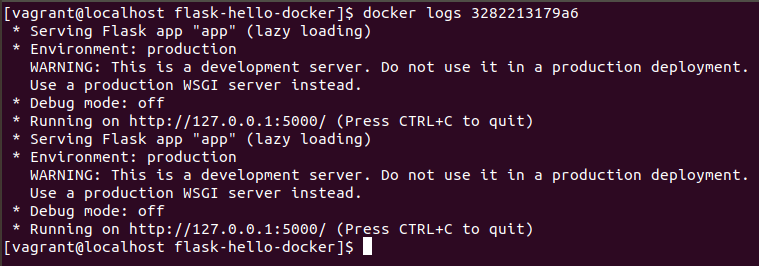 [vagrant@localhost flask-hello-docker]$ docker logs 3282213179a6
 * Serving Flask app "app" (lazy loading)
 * Environment: production
   WARNING: This is a development server. Do not use it in a production deployment.
   Use a production WSGI server instead.
 * Debug mode: off
 * Running on http://127.0.0.1:5000/ (Press CTRL+C to quit)
 * Serving Flask app "app" (lazy loading)
 * Environment: production
   WARNING: This is a development server. Do not use it in a production deployment.
   Use a production WSGI server instead.
 * Debug mode: off
 * Running on http://127.0.0.1:5000/ (Press CTRL+C to quit)
[vagrant@localhost flask-hello-docker]$